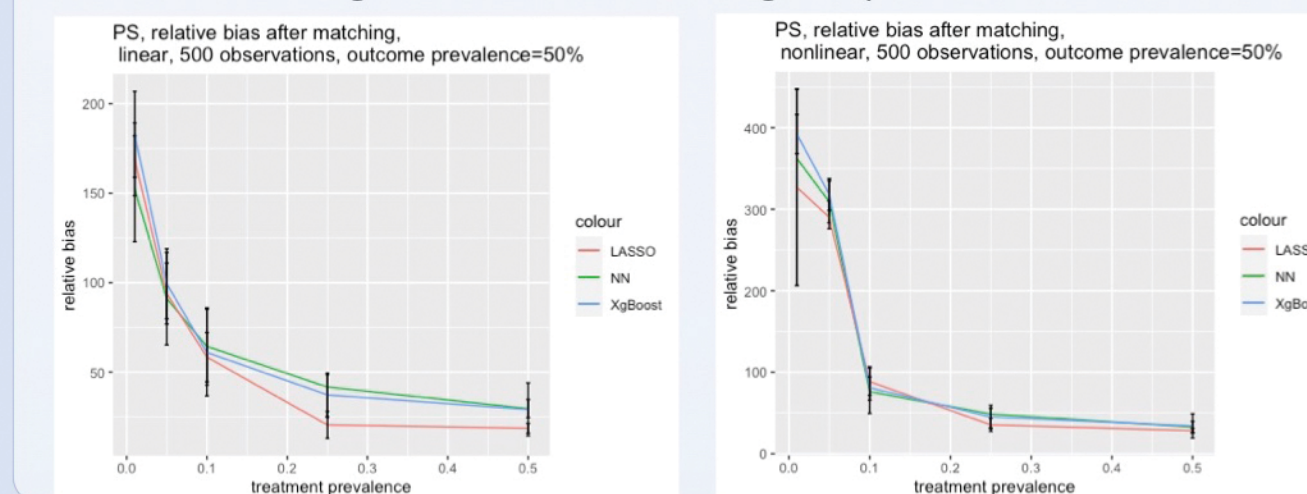 PS, relative bias after matching,
linear, 500 observations, outcome prevalence=50%
200
150
100
50
relative bias
0.0 0.1 0.2 0.3 0.4 0.5
treatment prevalence
colour
LASSO
NN
XgBoost
PS, relative bias after matching,
nonlinear, 500 observations, outcome prevalence=50%
400
300
200
100
0
relative bias
0.0 0.1 0.2 0.3 0.4 0.5
treatment prevalence
colour
LASS
NN
XgBo